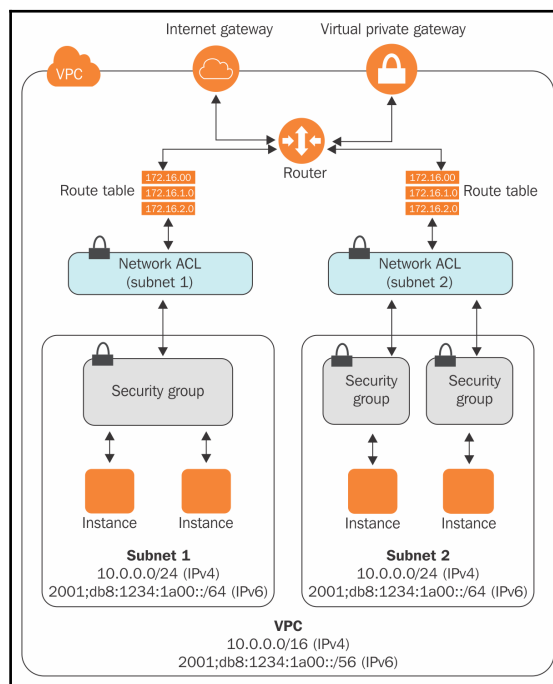 Internet gateway
Virtual private gateway
VPC
Router
Route table
172.16.00
172.16.1.0
172.16.2.0
172.16.00
172.16.1.0
172.16.2.0
Route table
Network ACL
(subnet 1)
Network ACL
(subnet 2)
Security group
Security
group
Security
group
Instance
Instance
Instance
Instance
Subnet 1
10.0.0.0/24 (IPv4)
2001;db8:1234:1a00::/64 (IPv6)
Subnet 2
10.0.0.0/24 (IPv4)
2001;db8:1234:1a00::/64 (IPv6)
VPC
10.0.0.0/16 (IPv4)
2001;db8:1234:1a00::/56 (IPv6)